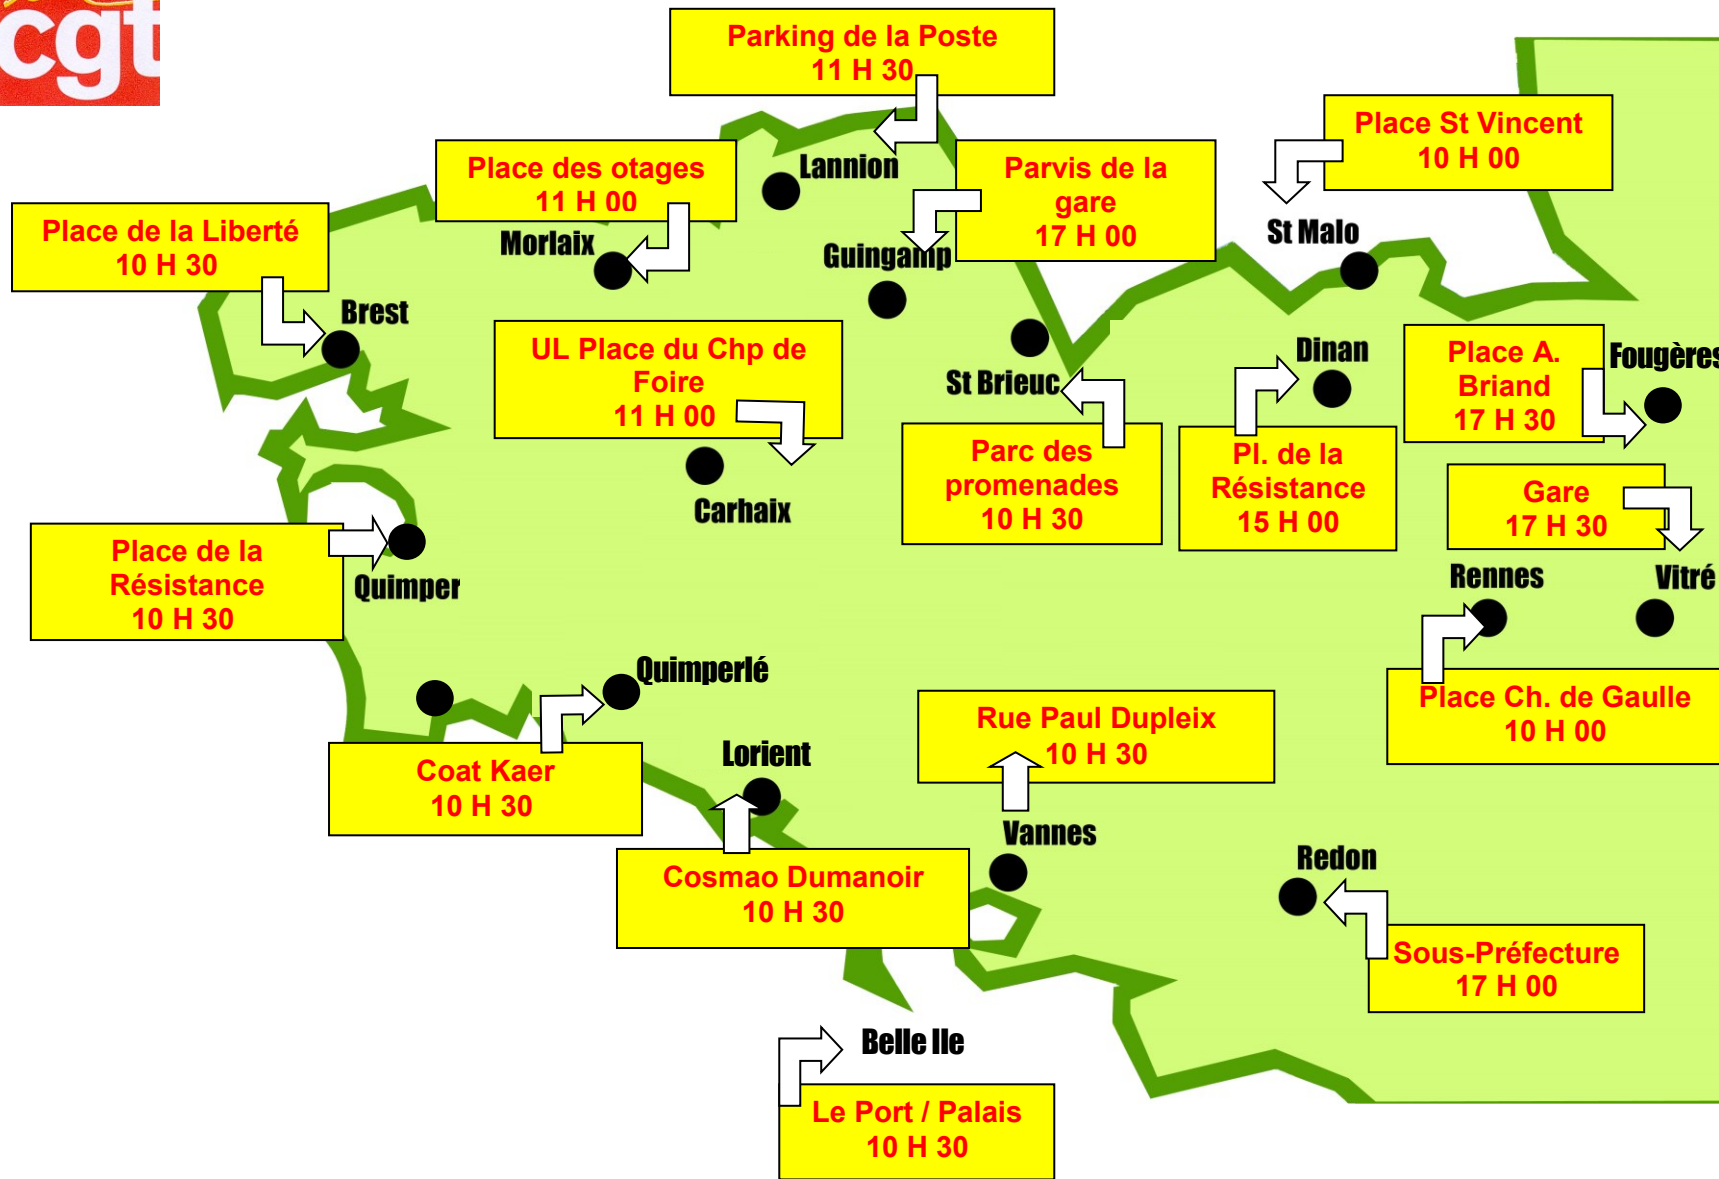 cgt
Parking de la Poste
11 H 30
Place St Vincent
10 H 00
Place des otages
11 H 00
Lannion
Parvis de la
gare
17 H 00
Place de la Liberté
10 H 30
Morlaix
Guingamp
St Malo
Brest
UL Place du Chp de
Foire
11 H 00
St Brieuc
Dinan
Place A.
Briand
17 H 30
Fougères
Parc des
promenades
10 H 30
Pl. de la
Résistance
15 H 00
Gare
17 H 30
Carhaix
Place de la
Résistance
10 H 30
Quimper
Rennes
Vitré
Quimperlé
Place Ch. de Gaulle
10 H 00
Rue Paul Dupleix
10 H 30
Coat Kaer
10 H 30
Lorient
Vannes
Cosmao Dumanoir
10 H 30
Redon
Sous-Préfecture
17 H 00
Belle Ile
Le Port / Palais
10 H 30